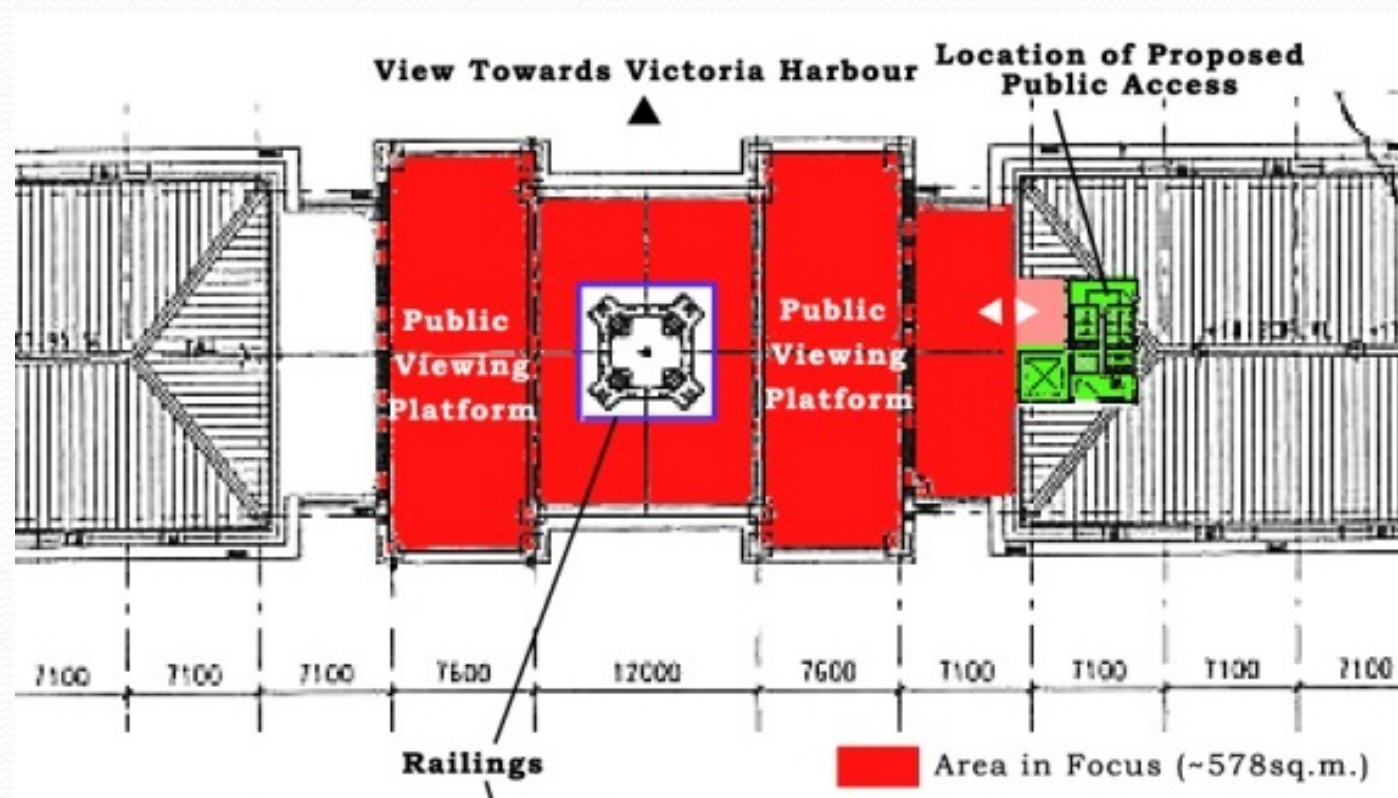 View Towards Victoria Harbour
Location of Proposed
Public Access
Public
Viewing
Platform
Public
Viewing
Platform
7100
7100
7100
7600
12000
7600
7100
7100
7100
7100
Railings
Area in Focus (~578sq.m.)